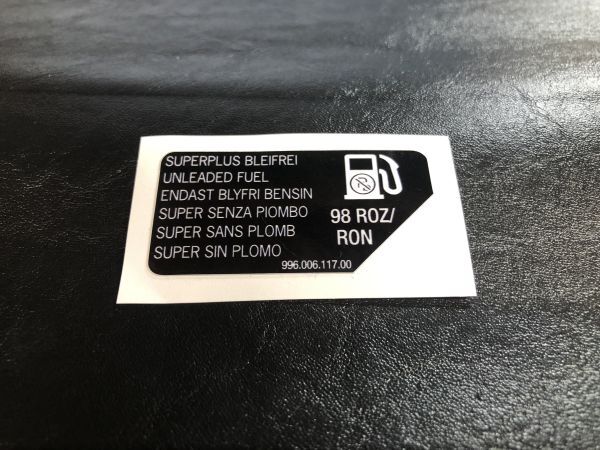 SUPERPLUS BLEIFREI
UNLEADED FUEL
ENDAST BLYFRI BENSIN
SUPER SENZA PIOMBO
SUPER SANS PLOMB
SUPER SIN PLOMO
98 ROZ/
RON
996.006.117.00